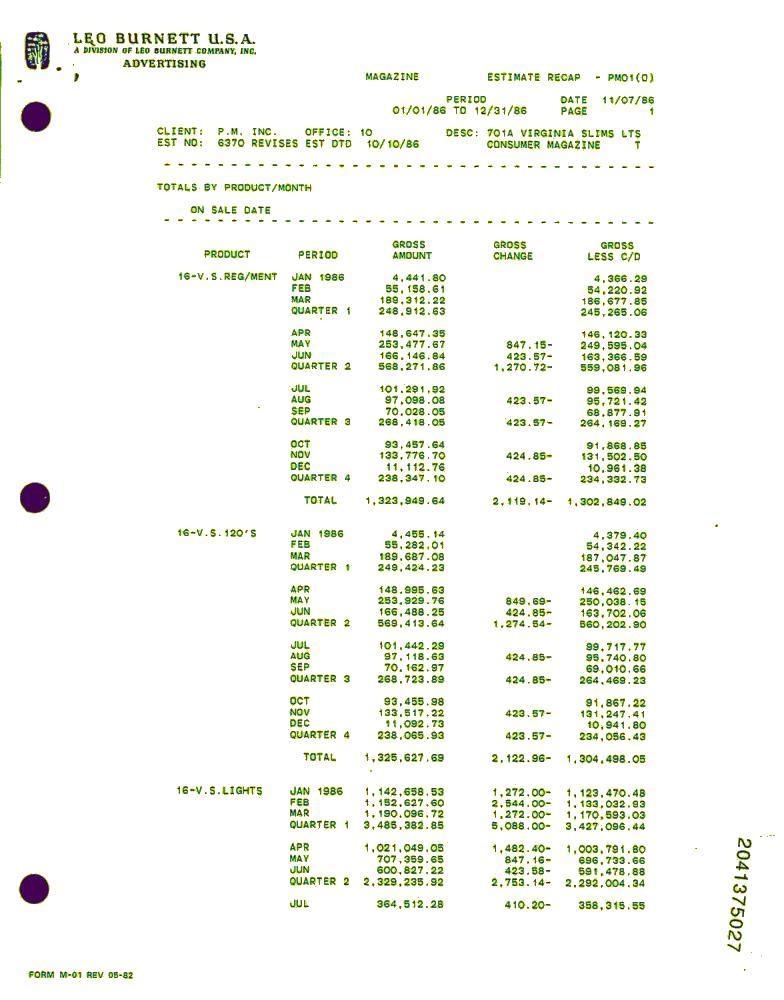 LEO BURNETT U.S.A.
A DIVISION OF LEO BURNETT COMPANY, INC.
ADVERTISING
MAGAZINE ESTIMATE RECAP - PM01(0)
PERIOD DATE 11/07/86
01/01/86 TO 12/31/86 PAGE 1
CLIENT: P.M. INC. OFFICE: 10 DESC: 701A VIRGINIA SLIMS LTS
EST NO: 6370 REVISES EST DTD 10/10/86 CONSUMER MAGAZINE T
TOTALS BY PRODUCT/MONTH
ON SALE DATE
GROSS GROSS GROSS
PRODUCT PERIOD AMOUNT CHANGE LESS C/D
16-V.S.REG/MENT JAN 1986 4,441.80 4,366.29
FEB 55,158.61 54,220.92
MAR 189,312.22 186,677.85
QUARTER 1 248,912.63 245,265.06
APR 148,647.35 146,120.33
MAY 253,477.67 847.15- 249,595.04
JUN 166,146.84 423.57- 163,366.59
QUARTER 2 568,271.86 1,270.72- 559,081.96
JUL 101,291.92 99,569.94
AUG 97,098.08 423.57- 95,721.42
SEP 70,028.05 68,877.91
QUARTER 3 268,418.05 423.57- 264,169.27
OCT 93,457.64 91,868.85
NOV 133,776.70 424.85- 131,502.50
DEC 11,112.76 10,961.38
QUARTER 4 238,347.10 424.85- 234,332.73
TOTAL 1,323,949.64 2,119.14- 1,302,849.02
16-V.S.120'S JAN 1986 4,455.14 4,379.40
FEB 55,282.01 54,342.22
MAR 189,687.08 187,047.87
QUARTER 1 249,424.23 245,769.49
APR 148,995.63 146,462.69
MAY 253,929.76 849.69- 250,038.15
JUN 166,488.25 424.85- 163,702.06
QUARTER 2 569,413.64 1,274.54- 560,202.90
JUL 101,442.29 99,717.77
AUG 97,118.63 424.85- 95,740.80
SEP 70,162.97 69,010.66
QUARTER 3 268,723.89 424.85- 264,469.23
OCT 93,455.98 91,867.22
NOV 133,517.22 423.57- 131,247.41
DEC 11,092.73 10,941.80
QUARTER 4 238,065.93 423.57- 234,056.43
TOTAL 1,325,627.69 2,122.96- 1,304,498.05
16-V.S.LIGHTS JAN 1986 1,142,658.53 1,272.00- 1,123,470.48
FEB 1,152,627.60 2,544.00- 1,133,032.93
MAR 1,190,096.72 1,272.00- 1,170,593.03
QUARTER 1 3,485,382.85 5,088.00- 3,427,096.44
APR 1,021,049.05 1,482.40- 1,003,791.80
MAY 707,359.65 847.16- 696,733.66
JUN 600,827.22 423.58- 591,478.88
QUARTER 2 2,329,235.92 2,753.14- 2,292,004.34
JUL 364,512.28 410.20- 358,315.55
2041375027
FORM M-01 REV 05-82